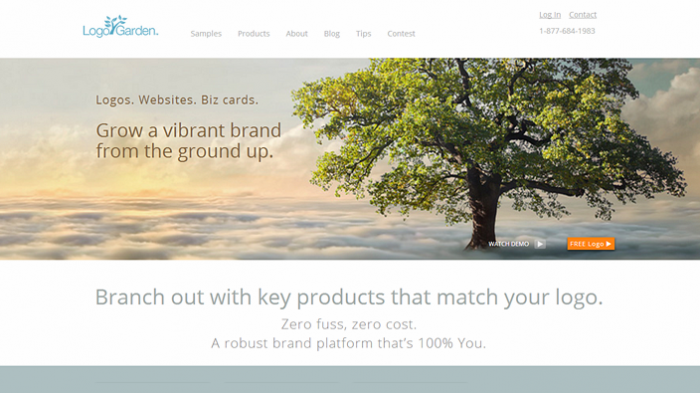 LogoGarden.
Samples Products About Blog Tips Contest
Log in Contact
1-877-684-1983
Logos. Websites. Biz cards.
Grow a vibrant brand
from the ground up.
WATCH DEMO
FREE Logo
Branch out with key products that match your logo.
Zero fuss, zero cost.
A robust brand platform that's 100% You.